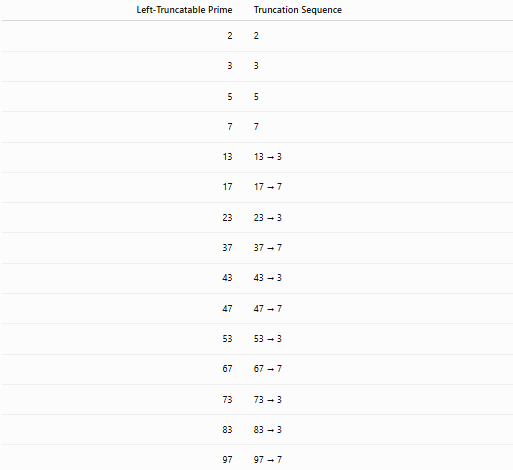 Left-Truncatable Prime Truncation Sequence
2 2
3 3
5 5
7 7
13 13 → 3
17 17 → 7
23 23 → 3
37 37 → 7
43 43 → 3
47 47 → 7
53 53 → 3
67 67 → 7
73 73 → 3
83 83 → 3
97 97 → 7